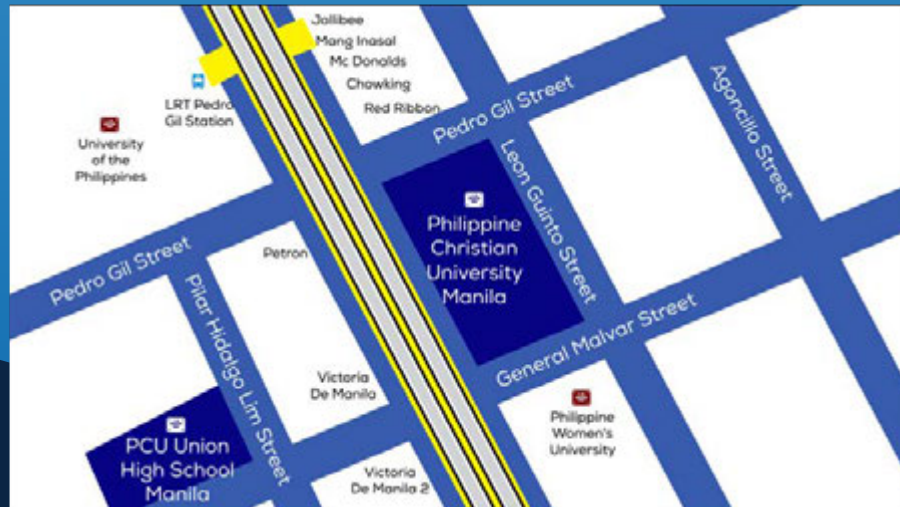 Jollibee
Mang Inasal
Mc Donalds
Chowking
Red Ribbon
LRT Pedro
Gil Station
University
of the
Philippines
Pedro Gil Street
Agoncillo Street
Leon Guinto Street
Philippine
Christian
University
Manila
Petron
Pedro Gil Street
Pilar Hidalgo Lim Street
General Malvar Street
Victoria
De Manila
Philippine
Women's
University
PCU Union
High School
Manila
Victoria
De Manila 2